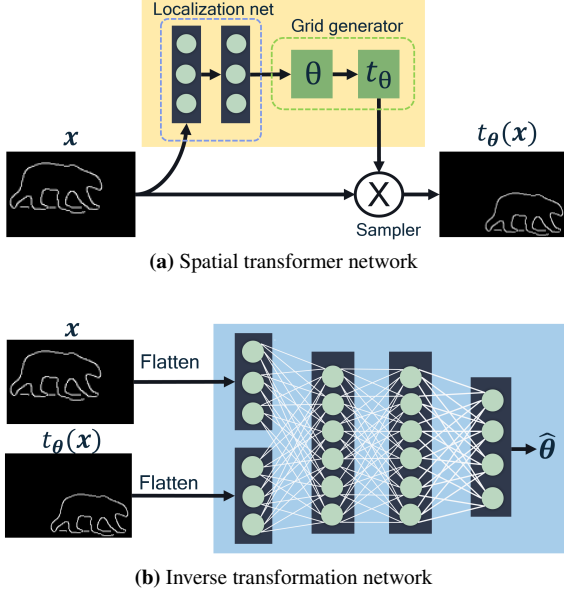 Localization net
Grid generator
θ
t_θ
x
t_θ(x)
X
Sampler
(a) Spatial transformer network
x
Flatten
t_θ(x)
Flatten
θ̂
(b) Inverse transformation network